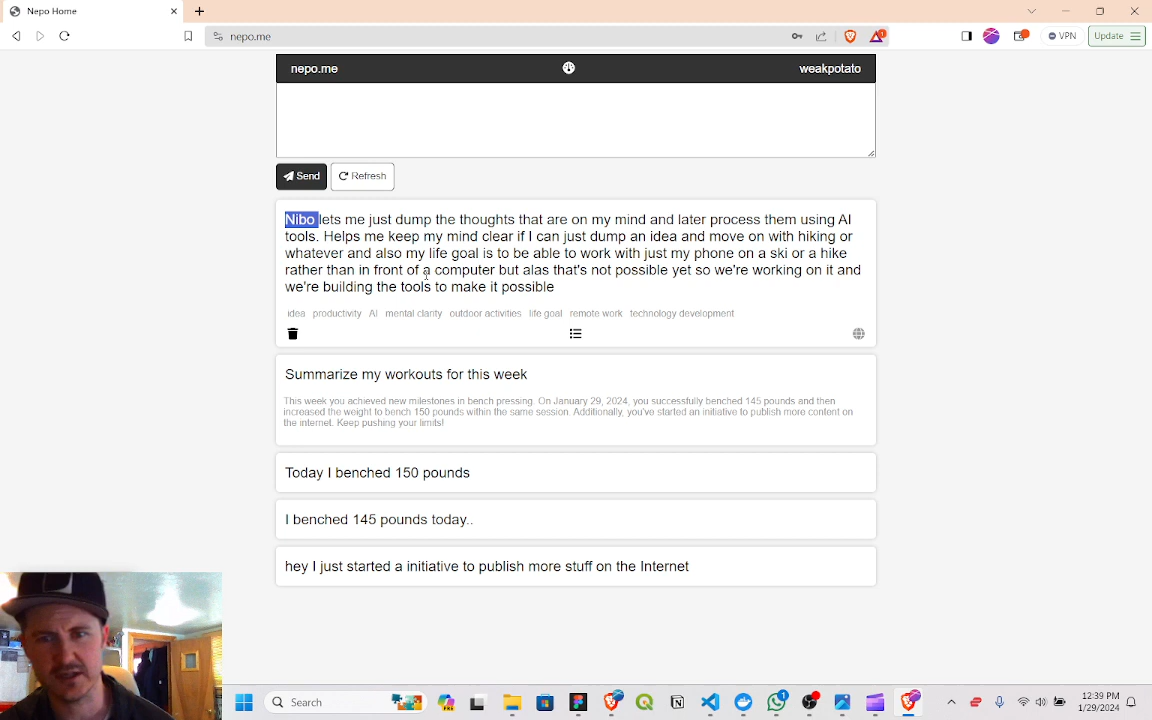 Nepo Home
nepo.me
VPN
Update
nepo.me
weakpotato
Send
Refresh
Nibo lets me just dump the thoughts that are on my mind and later process them using AI
tools. Helps me keep my mind clear if I can just dump an idea and move on with hiking or
whatever and also my life goal is to be able to work with just my phone on a ski or a hike
rather than in front of a computer but alas that's not possible yet so we're working on it and
we're building the tools to make it possible
idea productivity AI mental clarity outdoor activities life goal remote work technology development
Summarize my workouts for this week
This week you achieved new milestones in bench pressing. On January 29, 2024, you successfully benched 145 pounds and then
increased the weight to bench 150 pounds within the same session. Additionally, you've started an initiative to publish more content on
the internet. Keep pushing your limits!
Today I benched 150 pounds
I benched 145 pounds today..
hey I just started a initiative to publish more stuff on the Internet
Search
12:39 PM
1/29/2024